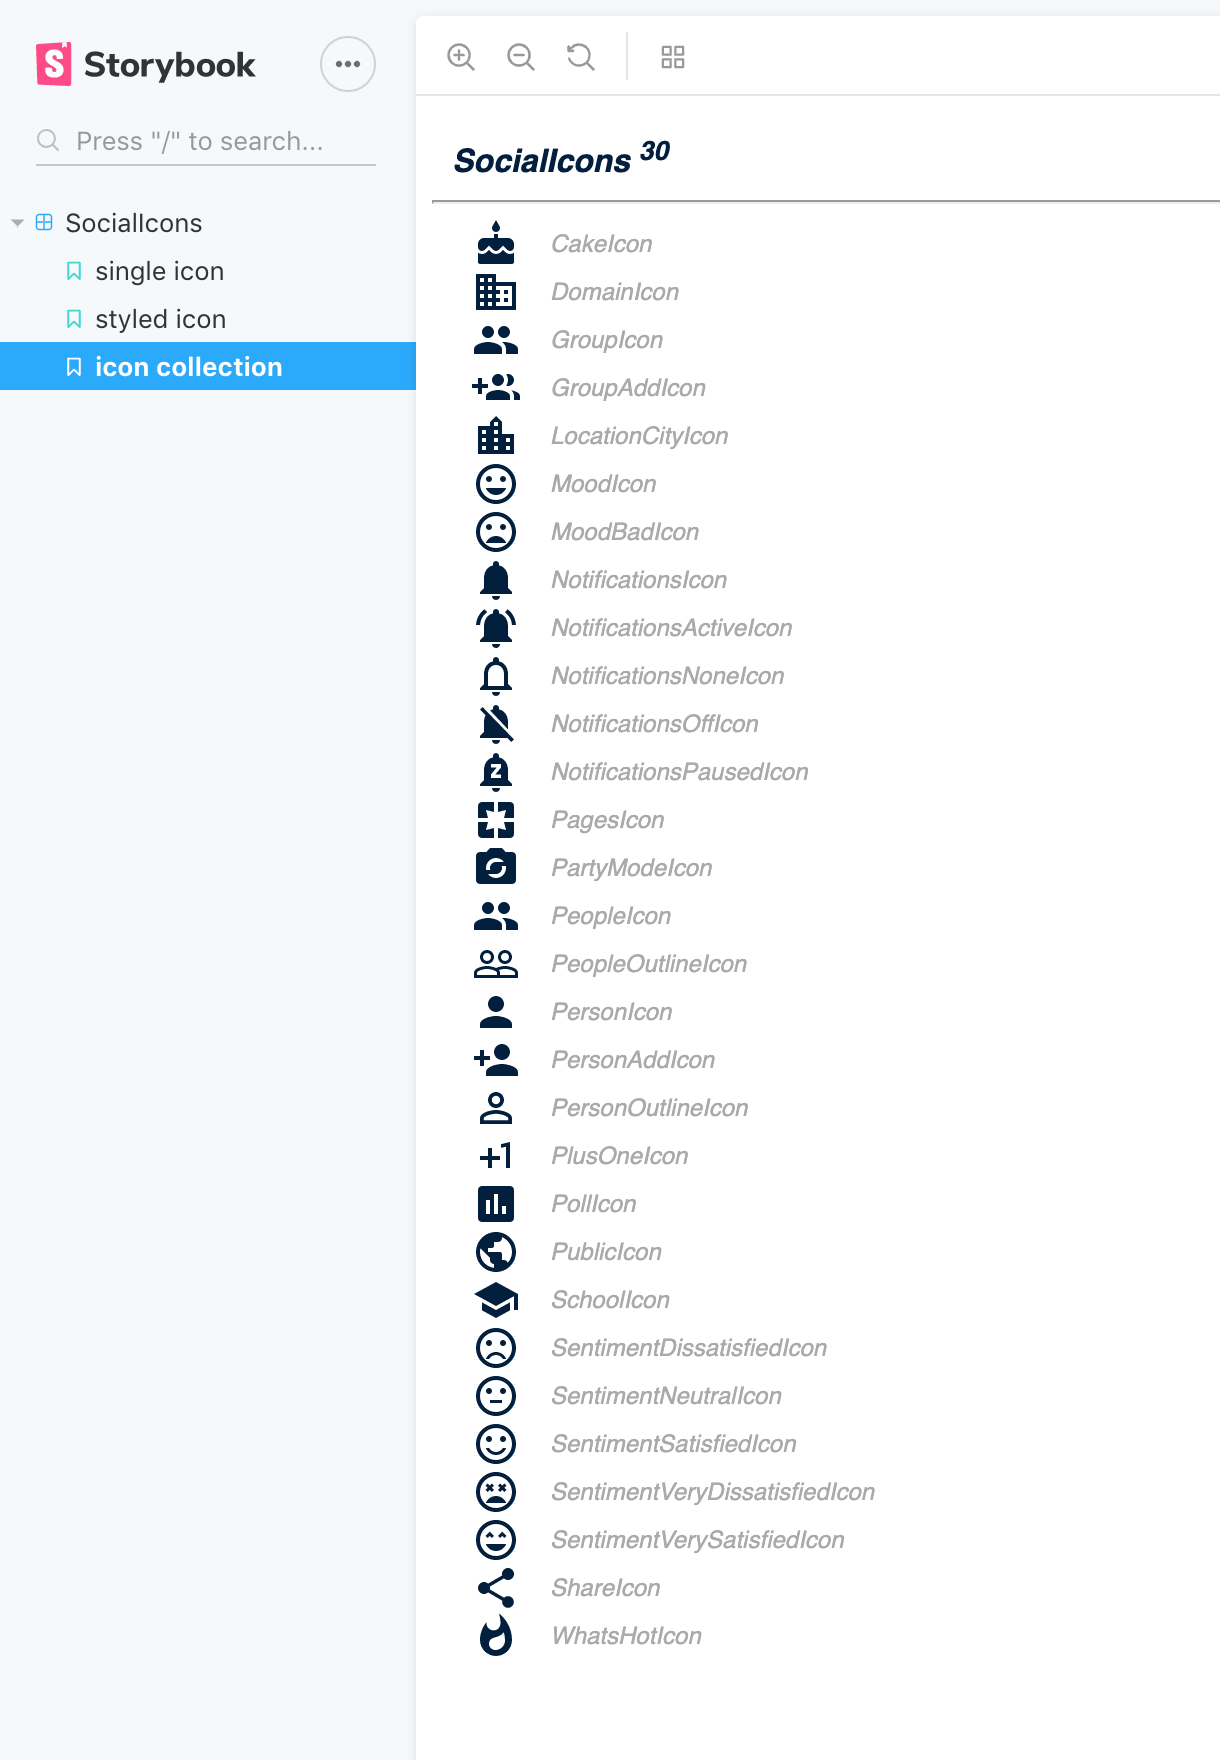 Storybook
Press "/" to search...
SocialIcons
single icon
styled icon
icon collection
SocialIcons 30
CakeIcon
DomainIcon
GroupIcon
GroupAddIcon
LocationCityIcon
MoodIcon
MoodBadIcon
NotificationsIcon
NotificationsActiveIcon
NotificationsNoneIcon
NotificationsOffIcon
NotificationsPausedIcon
PagesIcon
PartyModeIcon
PeopleIcon
PeopleOutlineIcon
PersonIcon
PersonAddIcon
PersonOutlineIcon
+1 PlusOneIcon
PollIcon
PublicIcon
SchoolIcon
SentimentDissatisfiedIcon
SentimentNeutralIcon
SentimentSatisfiedIcon
SentimentVeryDissatisfiedIcon
SentimentVerySatisfiedIcon
ShareIcon
WhatsHotIcon